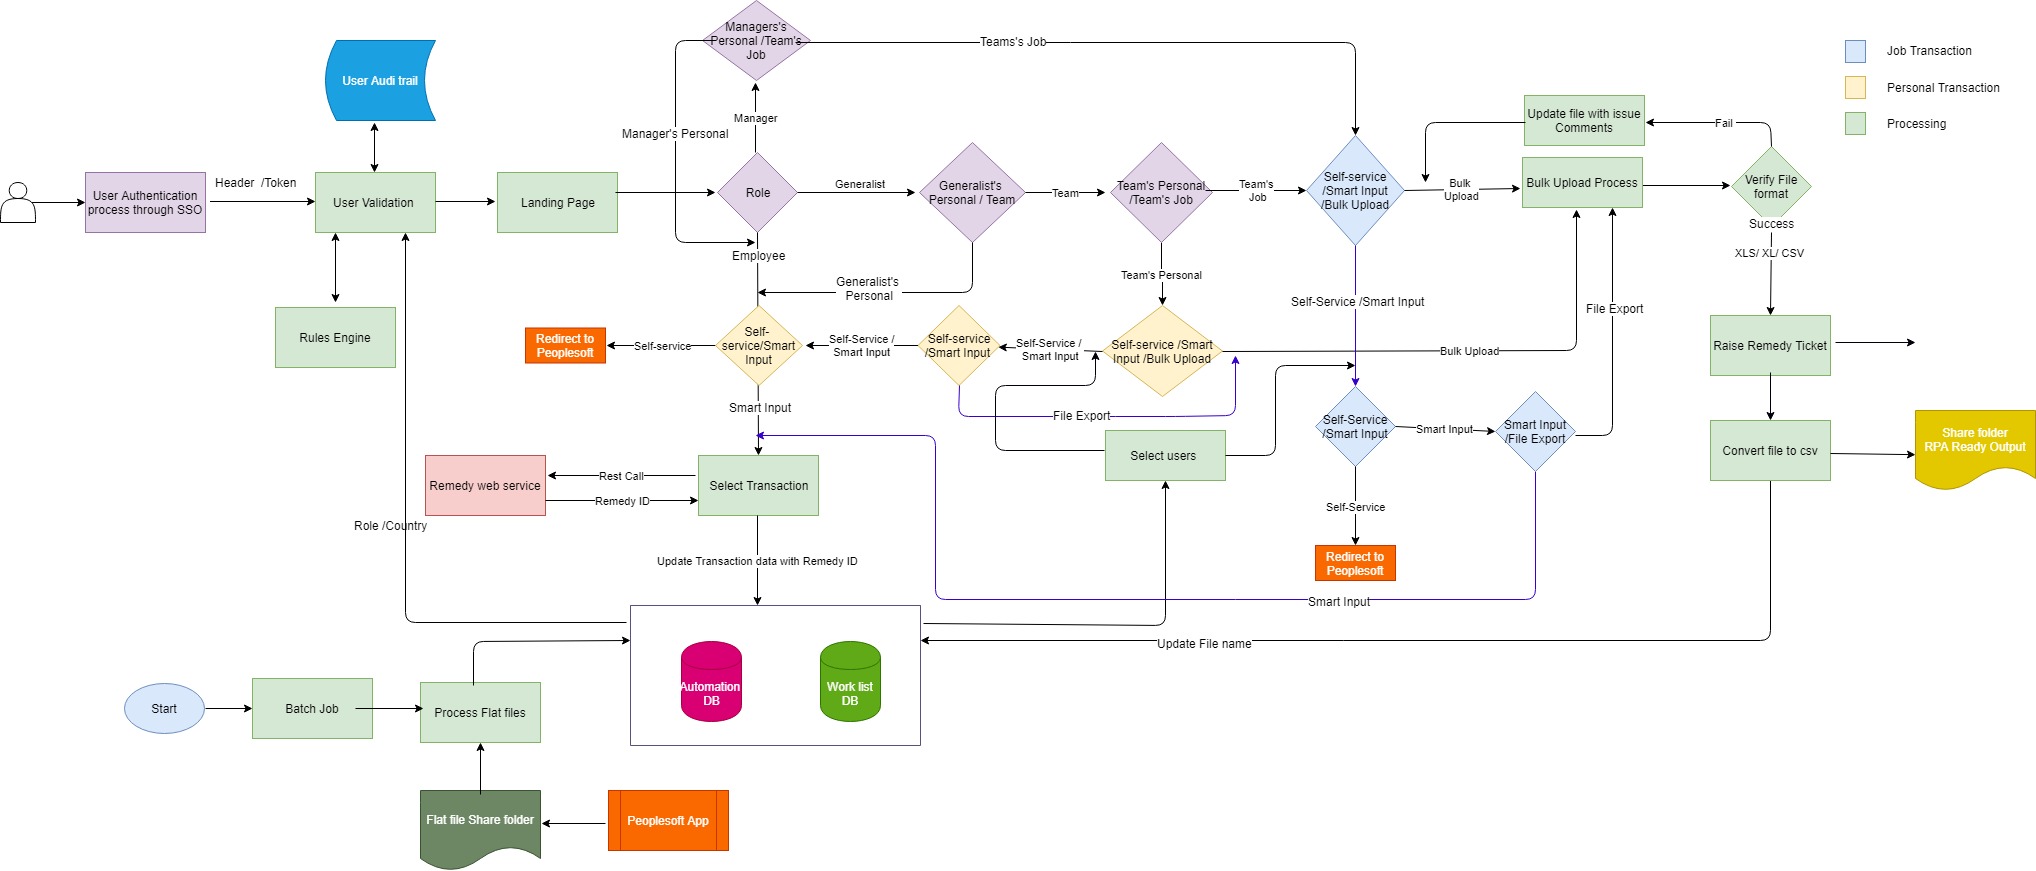 Managers's
Personal /Team's
Job
Teams's Job
Job Transaction
Personal Transaction
Processing
User Audi trail
Manager
Manager's Personal
Update file with issue
Comments
Fail
User Authentication
process through SSO
Header  /Token
User Validation
Landing Page
Role
Generalist
Generalist's
Personal / Team
Team
Team's Personal
/Team's Job
Team's
Job
Self-service
/Smart Input
/Bulk Upload
Bulk
Upload
Bulk Upload Process
Verify File
format
Success
XLS/ XL/ CSV
Employee
Generalist's
Personal
Team's Personal
Self-Service /Smart Input
File Export
Rules Engine
Redirect to
Peoplesoft
Self-service
Self-
service/Smart
Input
Self-Service /
Smart Input
Self-service
/Smart Input
Self-Service /
Smart Input
Self-service /Smart
Input /Bulk Upload
Bulk Upload
Raise Remedy Ticket
Smart Input
File Export
Self-Service
/Smart Input
Smart Input
Smart Input
/File Export
Select users
Convert file to csv
Share folder
RPA Ready Output
Remedy web service
Rest Call
Remedy ID
Select Transaction
Role /Country
Self-Service
Redirect to
Peoplesoft
Update Transaction data with Remedy ID
Smart Input
Update File name
Automation
DB
Work list
DB
Start
Batch Job
Process Flat files
Flat file Share folder
Peoplesoft App